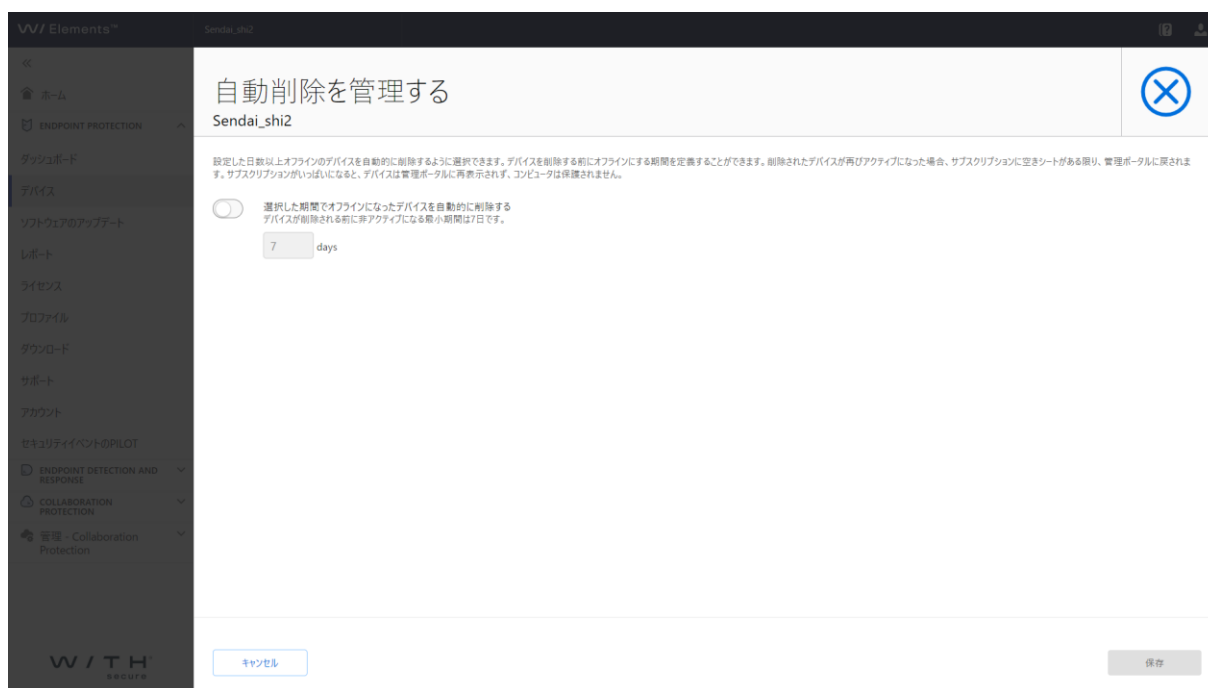 W/ Elements™
Sendai_shi2
ホーム
ENDPOINT PROTECTION
ダッシュボード
デバイス
ソフトウェアのアップデート
レポート
ライセンス
プロファイル
ダウンロード
サポート
アカウント
セキュリティイベントのPILOT
ENDPOINT DETECTION AND
RESPONSE
COLLABORATION
PROTECTION
管理 - Collaboration
Protection
W / T H
secure
自動削除を管理する
Sendai_shi2
設定した日数以上オフラインのデバイスを自動的に削除するように選択できます。デバイスを削除する前にオフラインにする期間を定義することができます。削除されたデバイスが再びアクティブになった場合、サブスクリプションに空きシートがある限り、管理ポータルに戻されま
す。サブスクリプションがいっぱいになると、デバイスは管理ポータルに再表示されず、コンピュータは保護されません。
選択した期間でオフラインになったデバイスを自動的に削除する
デバイスが削除される前に非アクティブになる最小期間は7日です。
7 days
キャンセル
保存